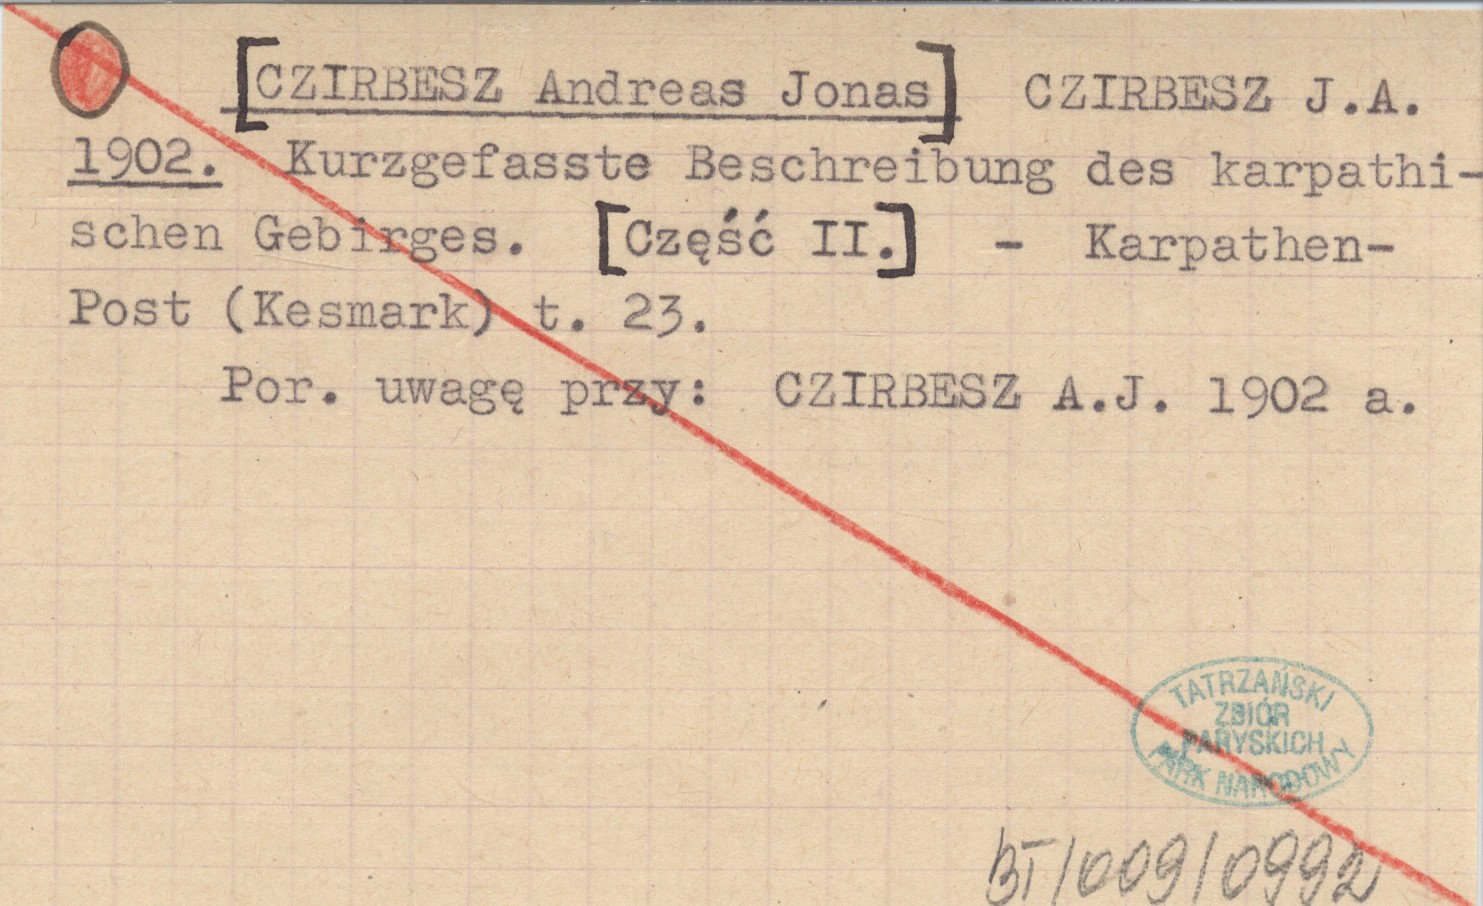 [CZIRBESZ Andreas Jonas] CZIRBESZ J.A.
1902. Kurzgefasste Beschreibung des karpathi-
schen Gebirges. [Część II.] - Karpathen-
Post (Kesmark) t. 23.
Por. uwagę przy: CZIRBESZ A.J. 1902 a.
TATRZAŃSKI
ZBIÓR
PARYSKICH
PARK NARODOWY
BT/009/0992